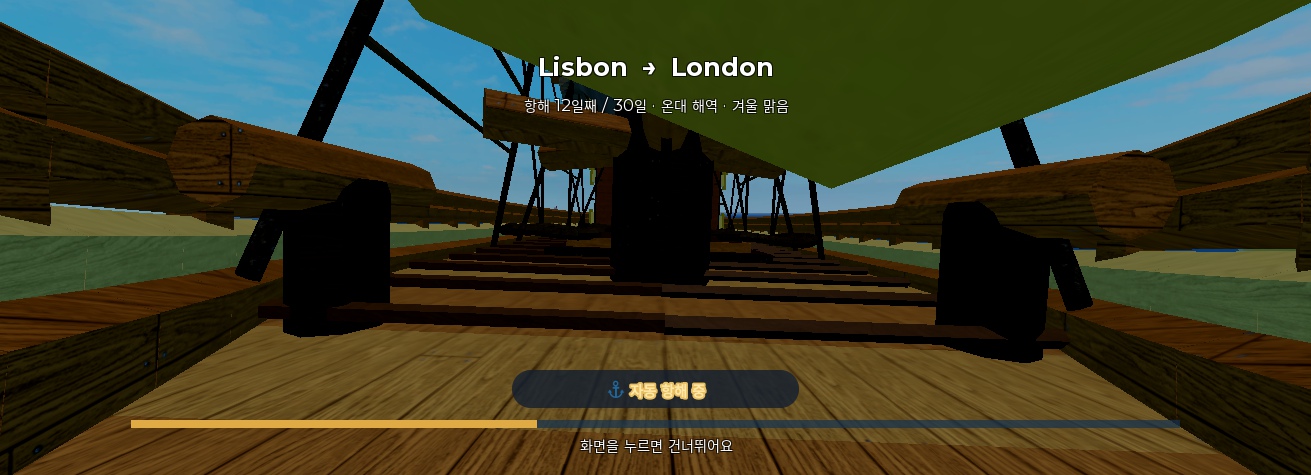 Lisbon → London
항해 12일째 / 30일 · 온대 해역 · 겨울 맑음
⚓ 자동 항해 중
화면을 누르면 건너뛰어요